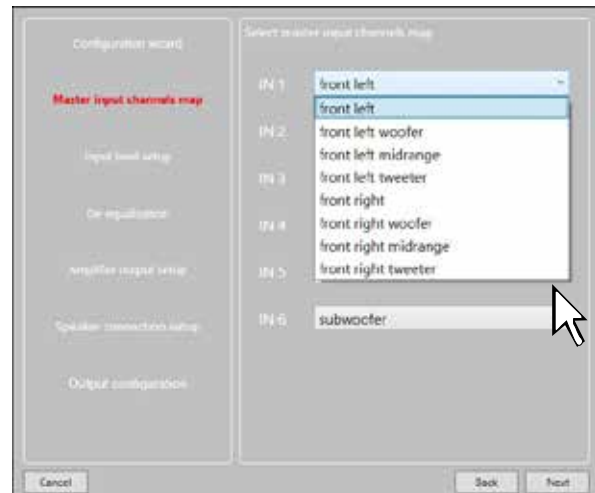 Configuration wizard
Master input channels map
Input level setup
De-equalization
Amplifier output setup
Speaker connection setup
Output configuration
Select master input channels map
IN 1
front left
front left
IN 2
front left woofer
front left midrange
IN 3
front left tweeter
front right
IN 4
front right woofer
front right midrange
IN 5
front right tweeter
IN 6
subwoofer
Cancel
Back
Next